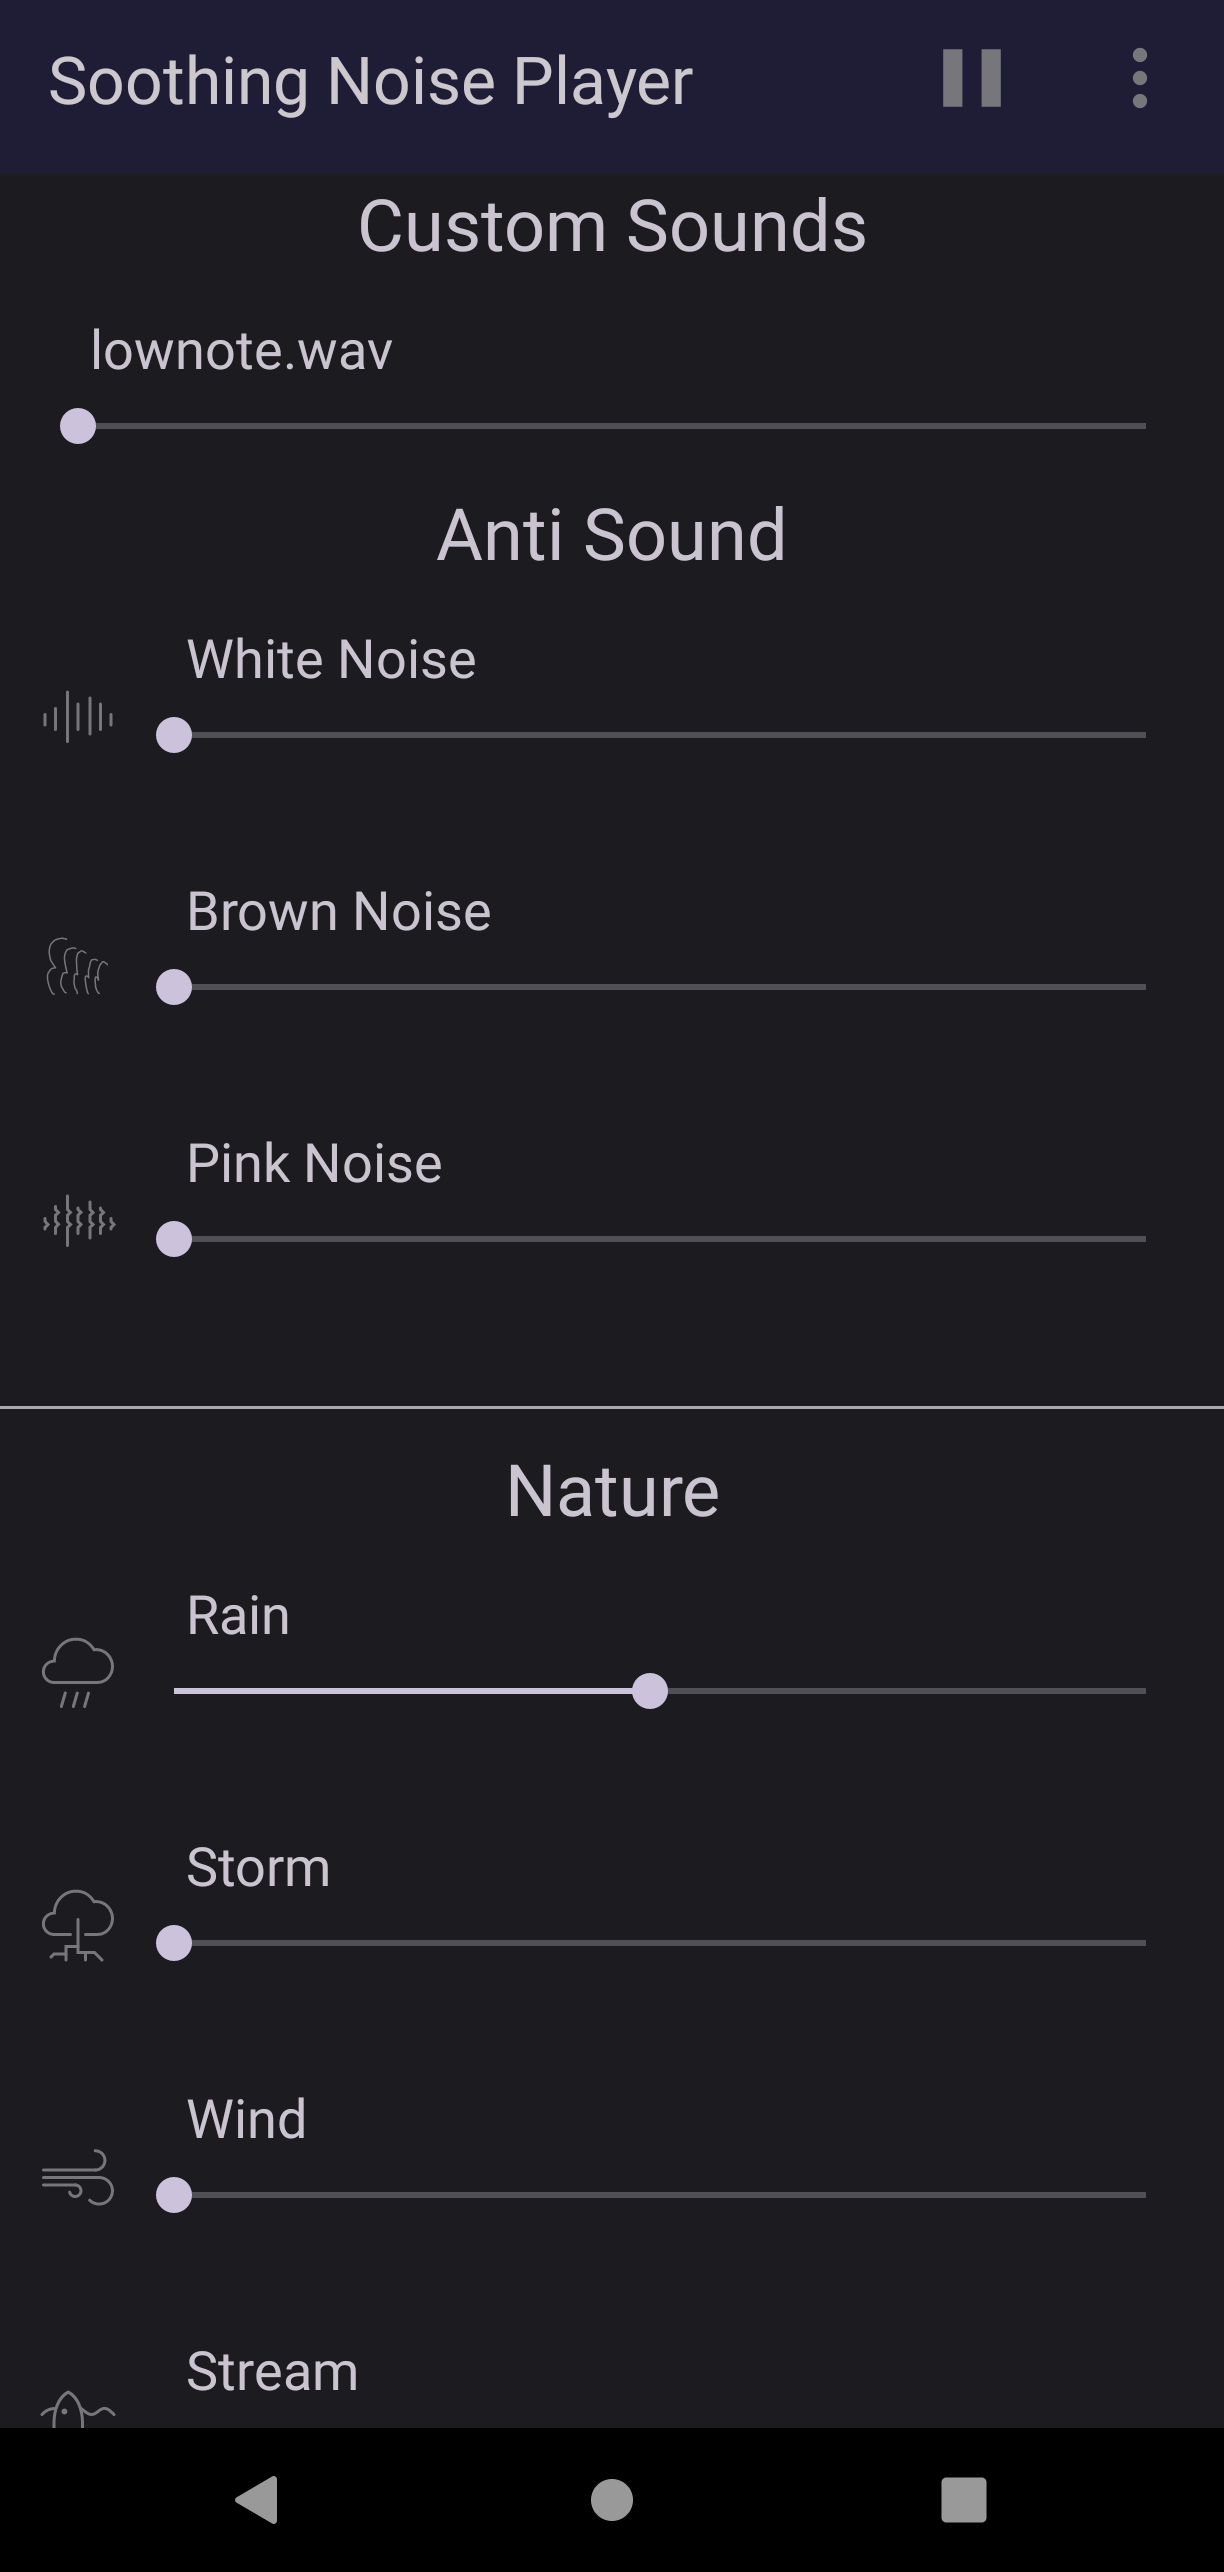 Soothing Noise Player
Custom Sounds
lownote.wav
Anti Sound
White Noise
Brown Noise
Pink Noise
Nature
Rain
Storm
Wind
Stream